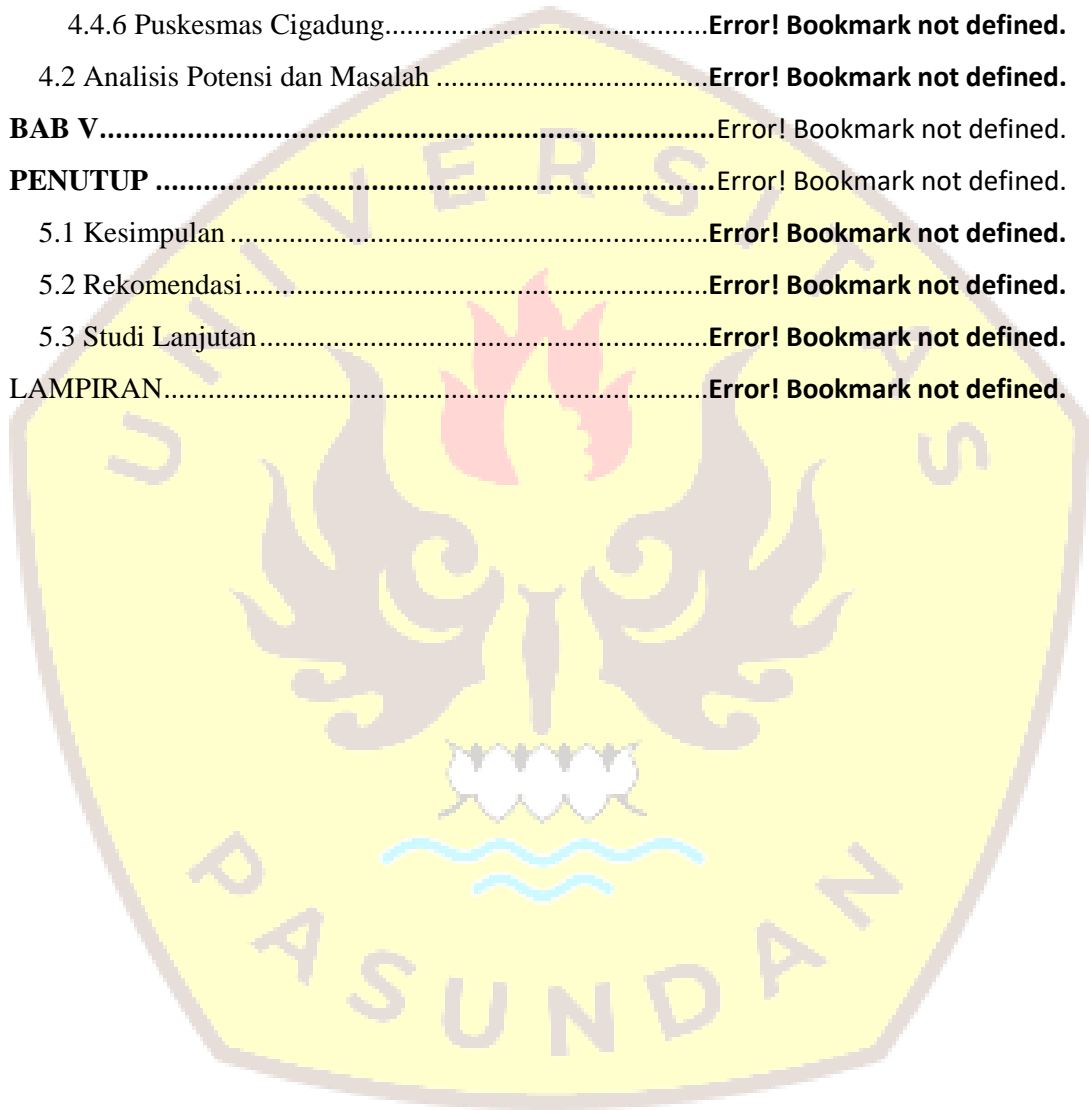 4.4.6 Puskesmas Cigadung..........................................Error! Bookmark not defined.
4.2 Analisis Potensi dan Masalah ...................................Error! Bookmark not defined.
BAB V....................................................................................Error! Bookmark not defined.
PENUTUP ............................................................................Error! Bookmark not defined.
5.1 Kesimpulan ..............................................................Error! Bookmark not defined.
5.2 Rekomendasi............................................................Error! Bookmark not defined.
5.3 Studi Lanjutan..........................................................Error! Bookmark not defined.
LAMPIRAN.......................................................................Error! Bookmark not defined.
UNIVERSITAS
PASUNDAN